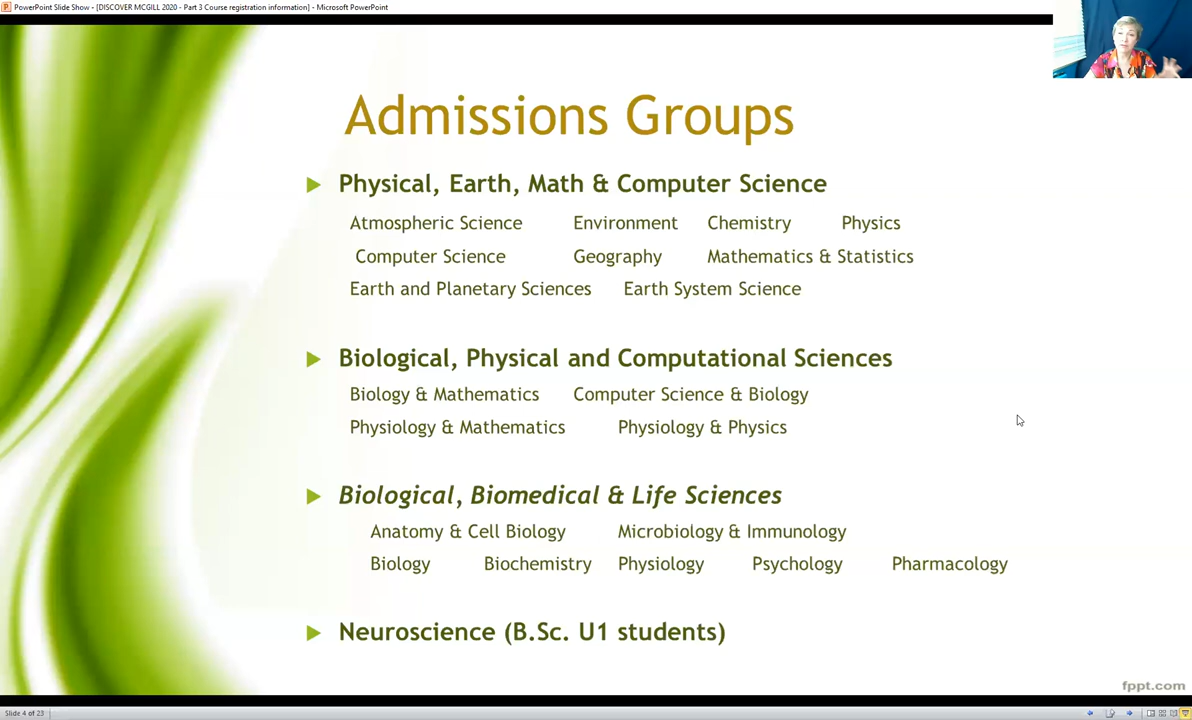 PowerPoint Slide Show - [DISCOVER MCGILL 2020 - Part 3 Course registration information] - Microsoft PowerPoint
Admissions Groups
Physical, Earth, Math & Computer Science
Atmospheric Science Environment Chemistry Physics
Computer Science Geography Mathematics & Statistics
Earth and Planetary Sciences Earth System Science
Biological, Physical and Computational Sciences
Biology & Mathematics Computer Science & Biology
Physiology & Mathematics Physiology & Physics
Biological, Biomedical & Life Sciences
Anatomy & Cell Biology Microbiology & Immunology
Biology Biochemistry Physiology Psychology Pharmacology
Neuroscience (B.Sc. U1 students)
fppt.com
Slide 4 of 23